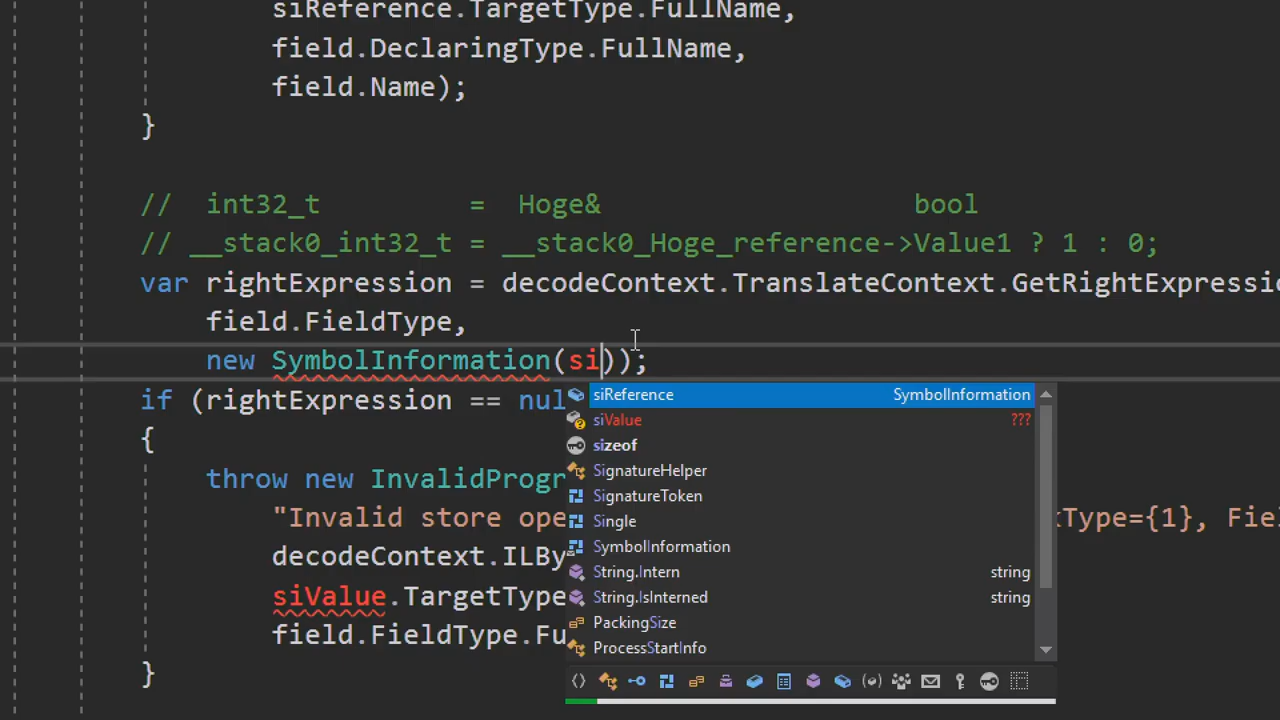 siReference.TargetType.FullName,
field.DeclaringType.FullName,
field.Name);
}
// int32_t = Hoge& bool
// __stack0_int32_t = __stack0_Hoge_reference->Value1 ? 1 : 0;
var rightExpression = decodeContext.TranslateContext.GetRightExpressio
field.FieldType,
new SymbolInformation(si));
if (rightExpression == nul
siReference SymbolInformation
siValue ???
{
sizeof
SignatureHelper
throw new InvalidProgr
SignatureToken
"Invalid store ope kType={1}, Fie
Single
decodeContext.ILBy
SymbolInformation
String.Intern string
siValue.TargetType
String.IsInterned string
field.FieldType.Fu
PackingSize
ProcessStartInfo
}